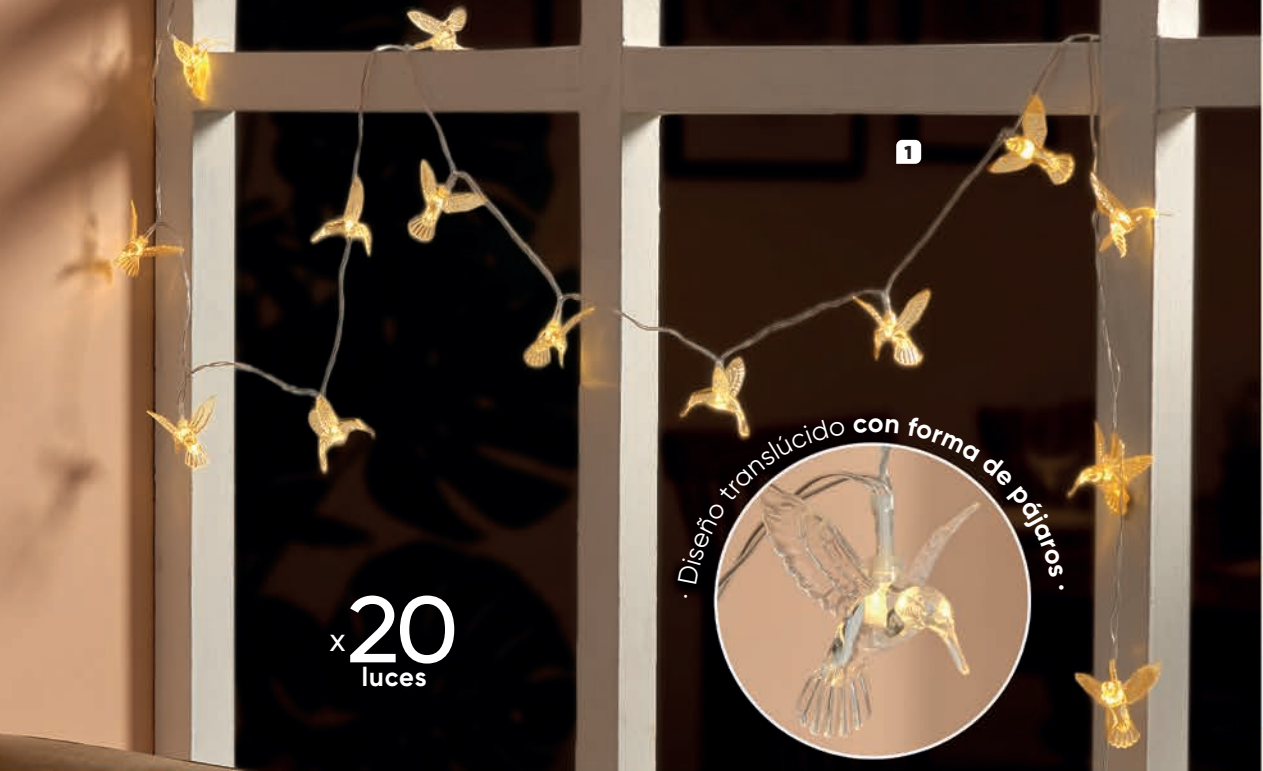 1
· Diseño translúcido con forma de pájaros ·
x20
luces